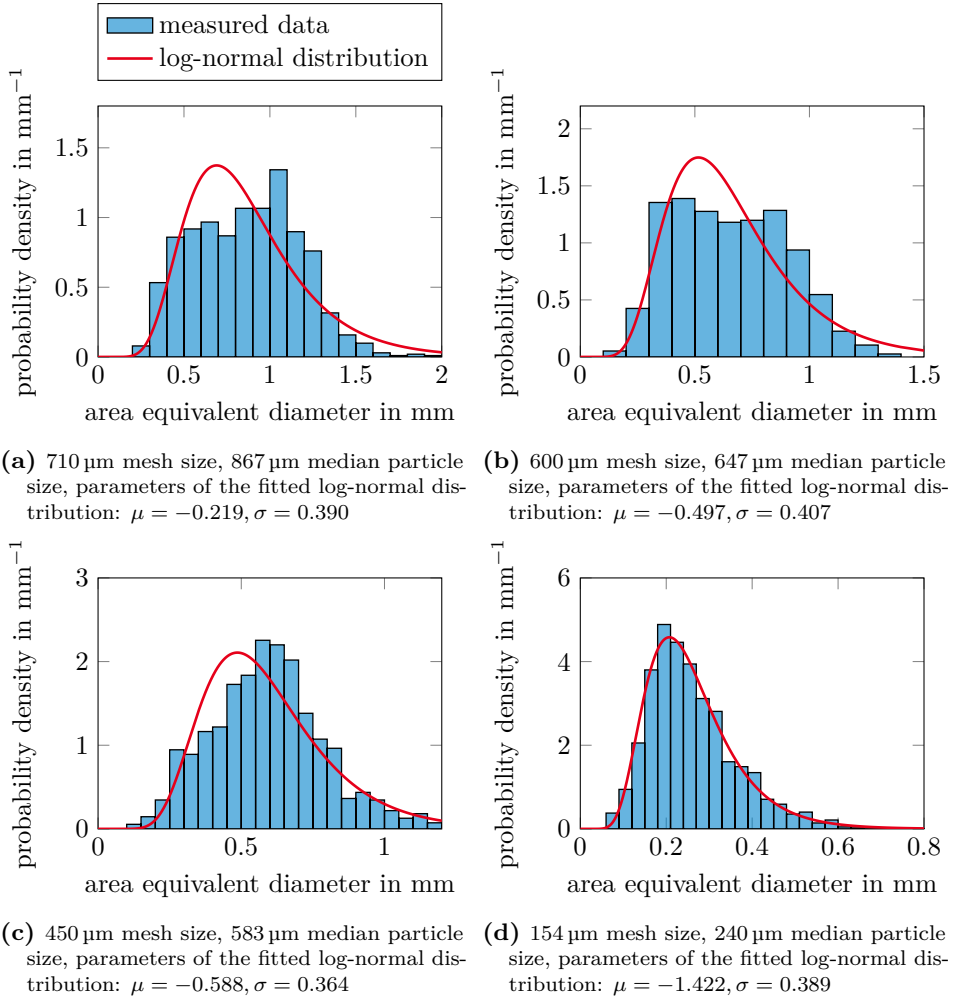 measured data
log-normal distribution
probability density in mm⁻¹
1.5
1
0.5
0
0 0.5 1 1.5 2
area equivalent diameter in mm
(a) 710 µm mesh size, 867 µm median particle
size, parameters of the fitted log-normal dis-
tribution: μ = −0.219, σ = 0.390
probability density in mm⁻¹
2
1.5
1
0.5
0
0 0.5 1 1.5
area equivalent diameter in mm
(b) 600 µm mesh size, 647 µm median particle
size, parameters of the fitted log-normal dis-
tribution: μ = −0.497, σ = 0.407
probability density in mm⁻¹
3
2
1
0
0 0.5 1
area equivalent diameter in mm
(c) 450 µm mesh size, 583 µm median particle
size, parameters of the fitted log-normal dis-
tribution: μ = −0.588, σ = 0.364
probability density in mm⁻¹
6
4
2
0
0 0.2 0.4 0.6 0.8
area equivalent diameter in mm
(d) 154 µm mesh size, 240 µm median particle
size, parameters of the fitted log-normal dis-
tribution: μ = −1.422, σ = 0.389